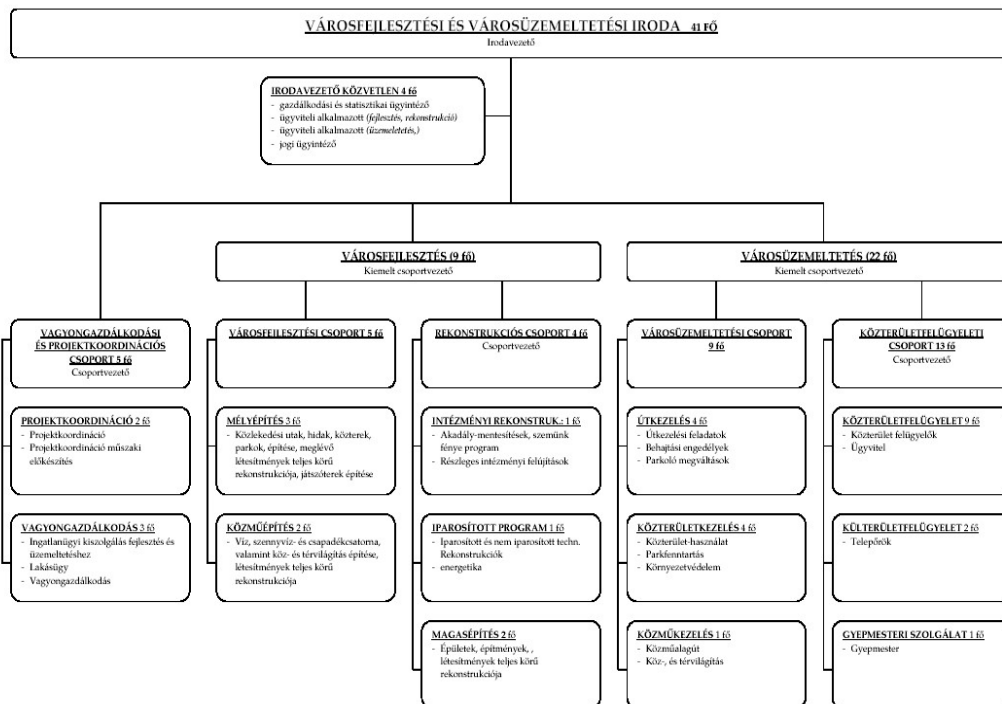 VÁROSFEJLESZTÉSI ÉS VÁROSÜZEMELTETÉSI IRODA 41 FŐ
Irodavezető
IRODAVEZETŐ KÖZVETLEN 4 fő
- gazdálkodási és statisztikai ügyintéző
- ügyviteli alkalmazott (fejlesztés, rekonstrukció)
- ügyviteli alkalmazott (üzemeletetés,)
- jogi ügyintéző
VÁROSFEJLESZTÉS (9 fő)
Kiemelt csoportvezető
VÁROSÜZEMELTETÉS (22 fő)
Kiemelt csoportvezető
VAGYONGAZDÁLKODÁSI
ÉS PROJEKTKOORDINÁCIÓS
CSOPORT 5 fő
Csoportvezető
VÁROSFEJLESZTÉSI CSOPORT 5 fő
REKONSTRUKCIÓS CSOPORT 4 fő
Csoportvezető
VÁROSÜZEMELTETÉSI CSOPORT
9 fő
KÖZTERÜLETFELÜGYELETI
CSOPORT 13 fő
Csoportvezető
PROJEKTKOORDINÁCIÓ 2 fő
- Projektkoordináció
- Projektkoordináció műszaki
előkészítés
MÉLYÉPÍTÉS 3 fő
- Közlekedési utak, hidak, közterek,
parkok, építése, meglévő
létesítmények teljes körű
rekonstrukciója, játszóterek építése
INTÉZMÉNYI REKONSTRUK.: 1 fő
- Akadály-mentesítések, szemünk
fénye program
- Részleges intézményi felújítások
ÚTKEZELÉS 4 fő
- Útkezelési feladatok
- Behajtási engedélyek
- Parkoló megváltások
KÖZTERÜLETFELÜGYELET 9 fő
- Közterület felügyelők
- Ügyvitel
VAGYONGAZDÁLKODÁS 3 fő
- Ingatlanügyi kiszolgálás fejlesztés és
üzemeltetéshez
- Lakásügy
- Vagyongazdálkodás
KÖZMŰÉPÍTÉS 2 fő
- Víz, szennyvíz- és csapadékcsatorna,
valamint köz- és térvilágítás építése,
létesítmények teljes körű
rekonstrukciója
IPAROSÍTOTT PROGRAM 1 fő
- Iparosított és nem iparosított techn.
Rekonstrukciók
- energetika
KÖZTERÜLETKEZELÉS 4 fő
- Közterület-használat
- Parkfenntartás
- Környezetvédelem
KÜLTERÜLETFELÜGYELET 2 fő
- Telepőrök
MAGASÉPÍTÉS 2 fő
- Épületek, építmények, ,
létesítmények teljes körű
rekonstrukciója
KÖZMŰKEZELÉS 1 fő
- Közműalagút
- Köz-, és térvilágítás
GYEPMESTERI SZOLGÁLAT 1 fő
- Gyepmester